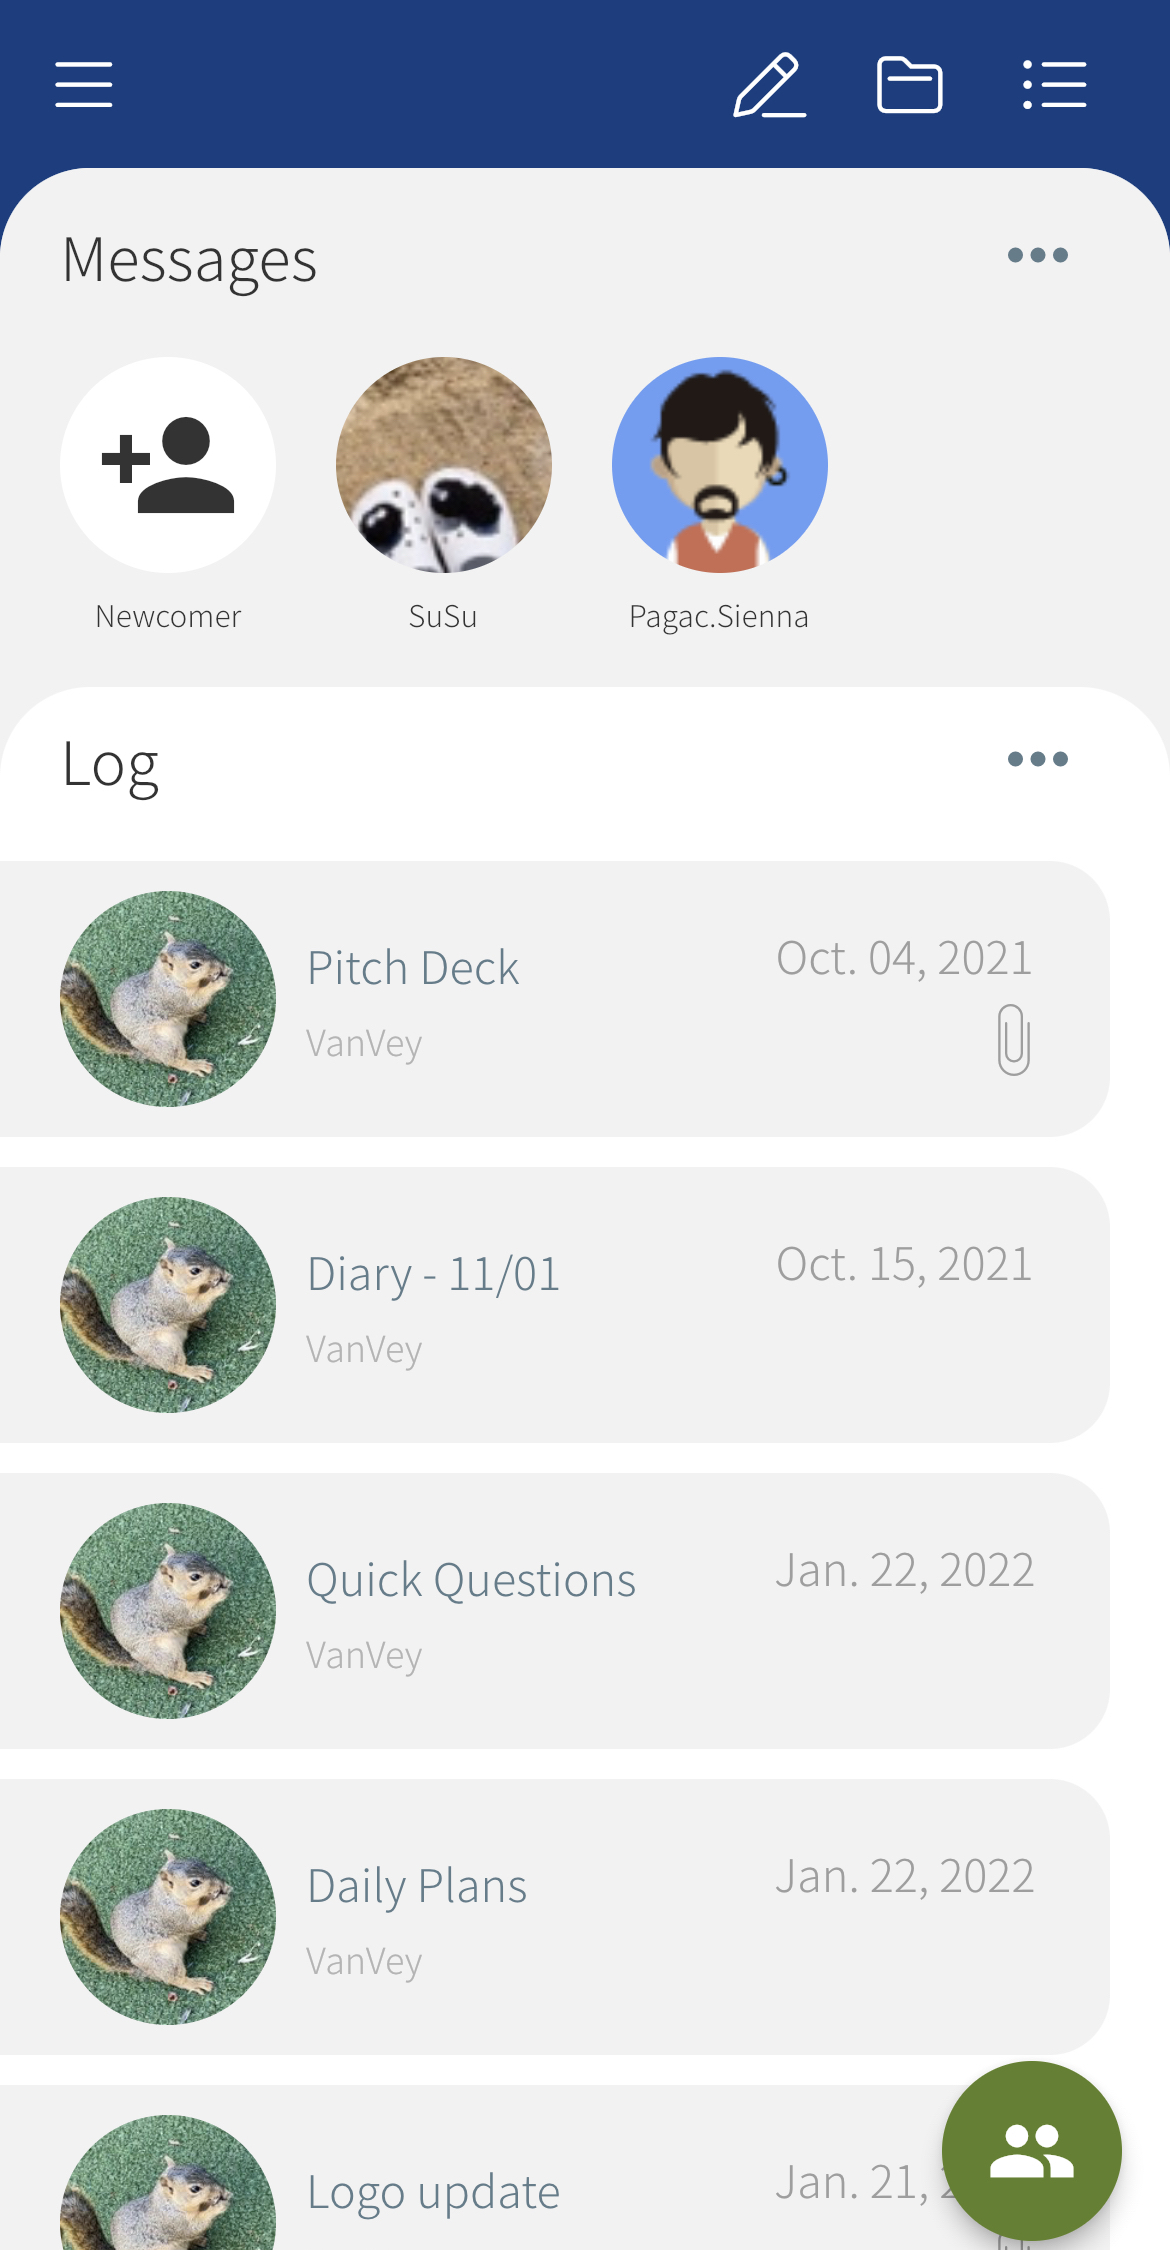 Messages
Newcomer
SuSu
Pagac.Sienna
Log
Pitch Deck
Oct. 04, 2021
VanVey
Diary - 11/01
Oct. 15, 2021
VanVey
Quick Questions
Jan. 22, 2022
VanVey
Daily Plans
Jan. 22, 2022
VanVey
Logo update
Jan. 21,